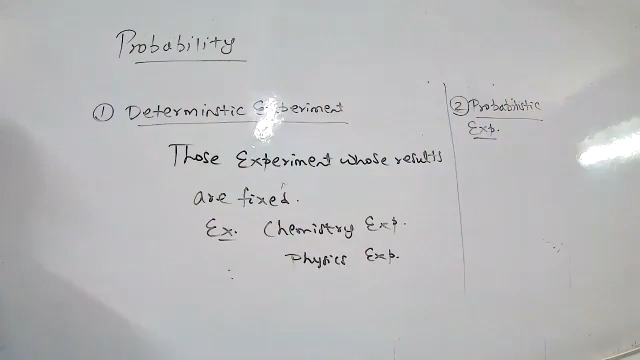 Probability
① Determinstic Experiment
Those Experiment whose results
are fixed.
Ex. Chemistry Exp.
Physics Exp.
② Probabilistic
Exp.